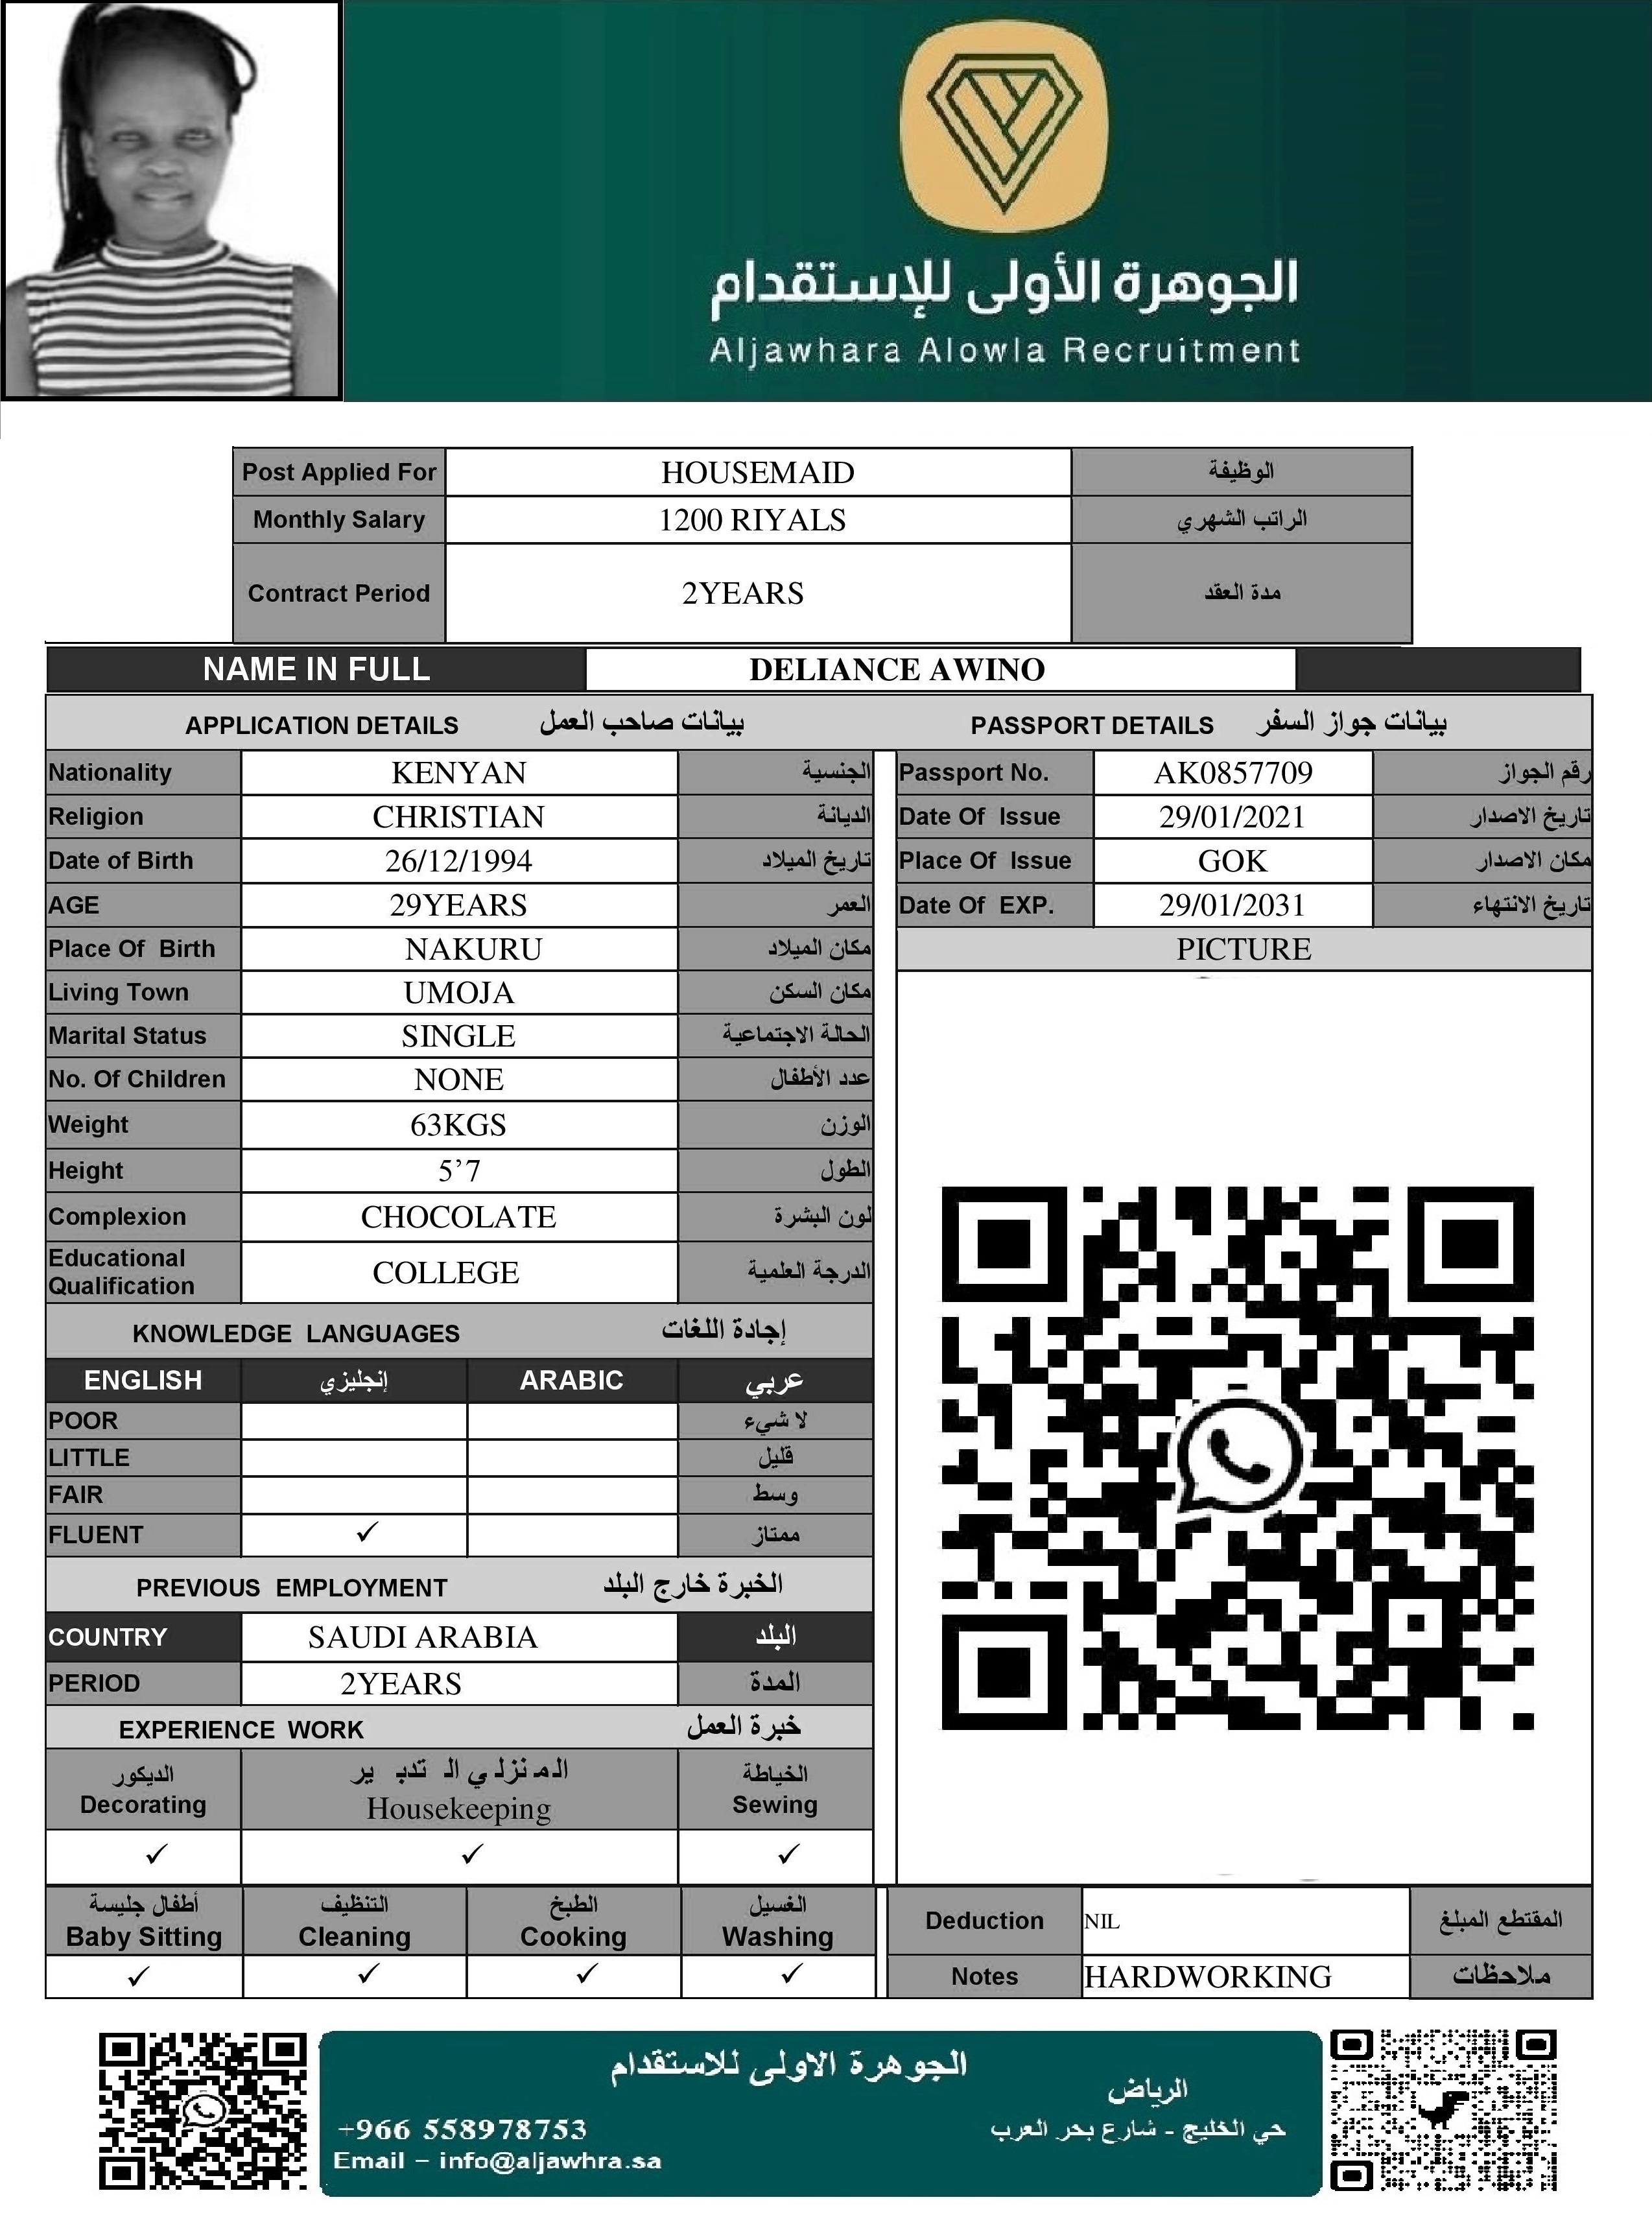 الجوهرة الأولى للإستقدام
Aljawhara Alowla Recruitment
Post Applied For HOUSEMAID الوظيفة
Monthly Salary 1200 RIYALS الراتب الشهري
Contract Period 2YEARS مدة العقد
NAME IN FULL DELIANCE AWINO
APPLICATION DETAILS بيانات صاحب العمل PASSPORT DETAILS بيانات جواز السفر
Nationality KENYAN الجنسية Passport No. AK0857709 رقم الجواز
Religion CHRISTIAN الديانة Date Of Issue 29/01/2021 تاريخ الاصدار
Date of Birth 26/12/1994 تاريخ الميلاد Place Of Issue GOK مكان الاصدار
AGE 29YEARS العمر Date Of EXP. 29/01/2031 تاريخ الانتهاء
Place Of Birth NAKURU مكان الميلاد PICTURE
Living Town UMOJA مكان السكن
Marital Status SINGLE الحالة الاجتماعية
No. Of Children NONE عدد الأطفال
Weight 63KGS الوزن
Height 5’7 الطول
Complexion CHOCOLATE لون البشرة
Educational
Qualification COLLEGE الدرجة العلمية
KNOWLEDGE LANGUAGES إجادة اللغات
ENGLISH إنجليزي ARABIC عربي
POOR لا شيء
LITTLE قليل
FAIR وسط
FLUENT ✓ ممتاز
PREVIOUS EMPLOYMENT الخبرة خارج البلد
COUNTRY SAUDI ARABIA البلد
PERIOD 2YEARS المدة
EXPERIENCE WORK خبرة العمل
الديكور المنزلي الـ تدبـ ير الخياطة
Decorating Housekeeping Sewing
✓ ✓ ✓
أطفال جليسة التنظيف الطبخ الغسيل
Baby Sitting Cleaning Cooking Washing
✓ ✓ ✓ ✓
Deduction NIL المقتطع المبلغ
Notes HARDWORKING ملاحظات
الجوهرة الاولى للاستقدام
الرياض
حي الخليج - شارع بحر العرب
+966 558978753
Email – info@aljawhra.sa